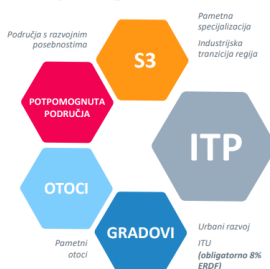 Pametna
specijalizacija
Industrijska
tranzicija regija
Područja s razvojnim
posebnostima
S3
POTPOMOGNUTA
PODRUČJA
ITP
OTOCI
GRADOVI
Pametni
otoci
Urbani razvoj
ITU
(obligatorno 8%
ERDF)